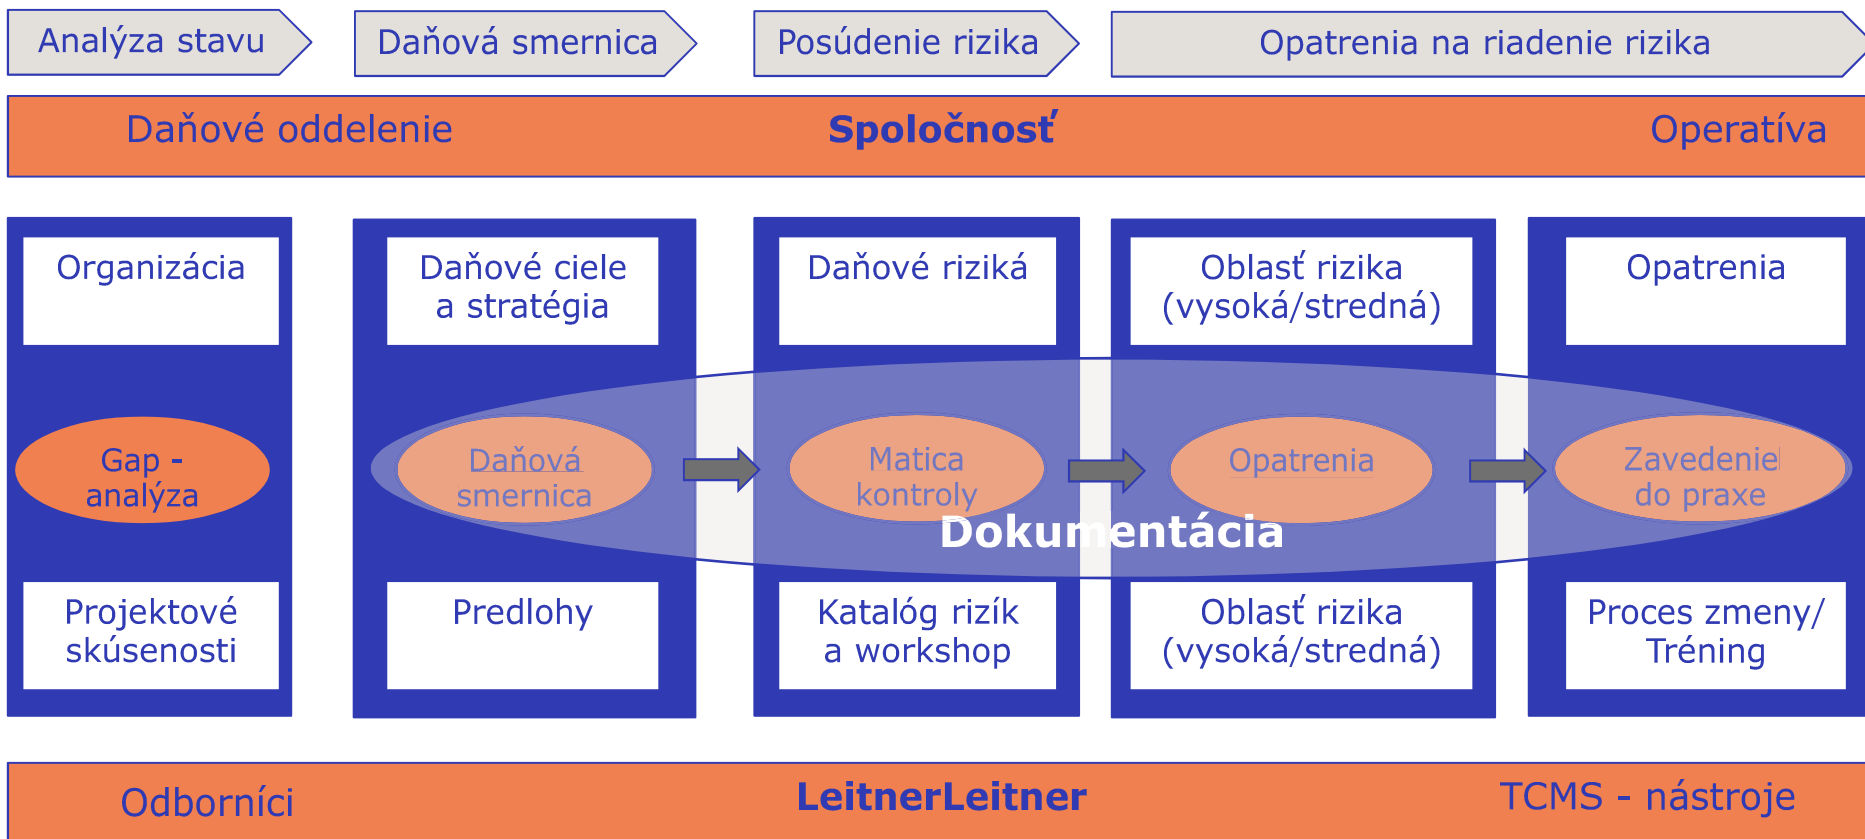 Analýza stavu
Daňová smernica
Posúdenie rizika
Opatrenia na riadenie rizika
Daňové oddelenie
Spoločnosť
Operatíva
Organizácia
Daňové ciele
a stratégia
Daňové riziká
Oblasť rizika
(vysoká/stredná)
Opatrenia
Gap -
analýza
Daňová
smernica
Matica
kontroly
Opatrenia
Zavedenie
do praxe
Dokumentácia
Projektové
skúsenosti
Predlohy
Katalóg rizík
a workshop
Oblasť rizika
(vysoká/stredná)
Proces zmeny/
Tréning
Odborníci
LeitnerLeitner
TCMS - nástroje